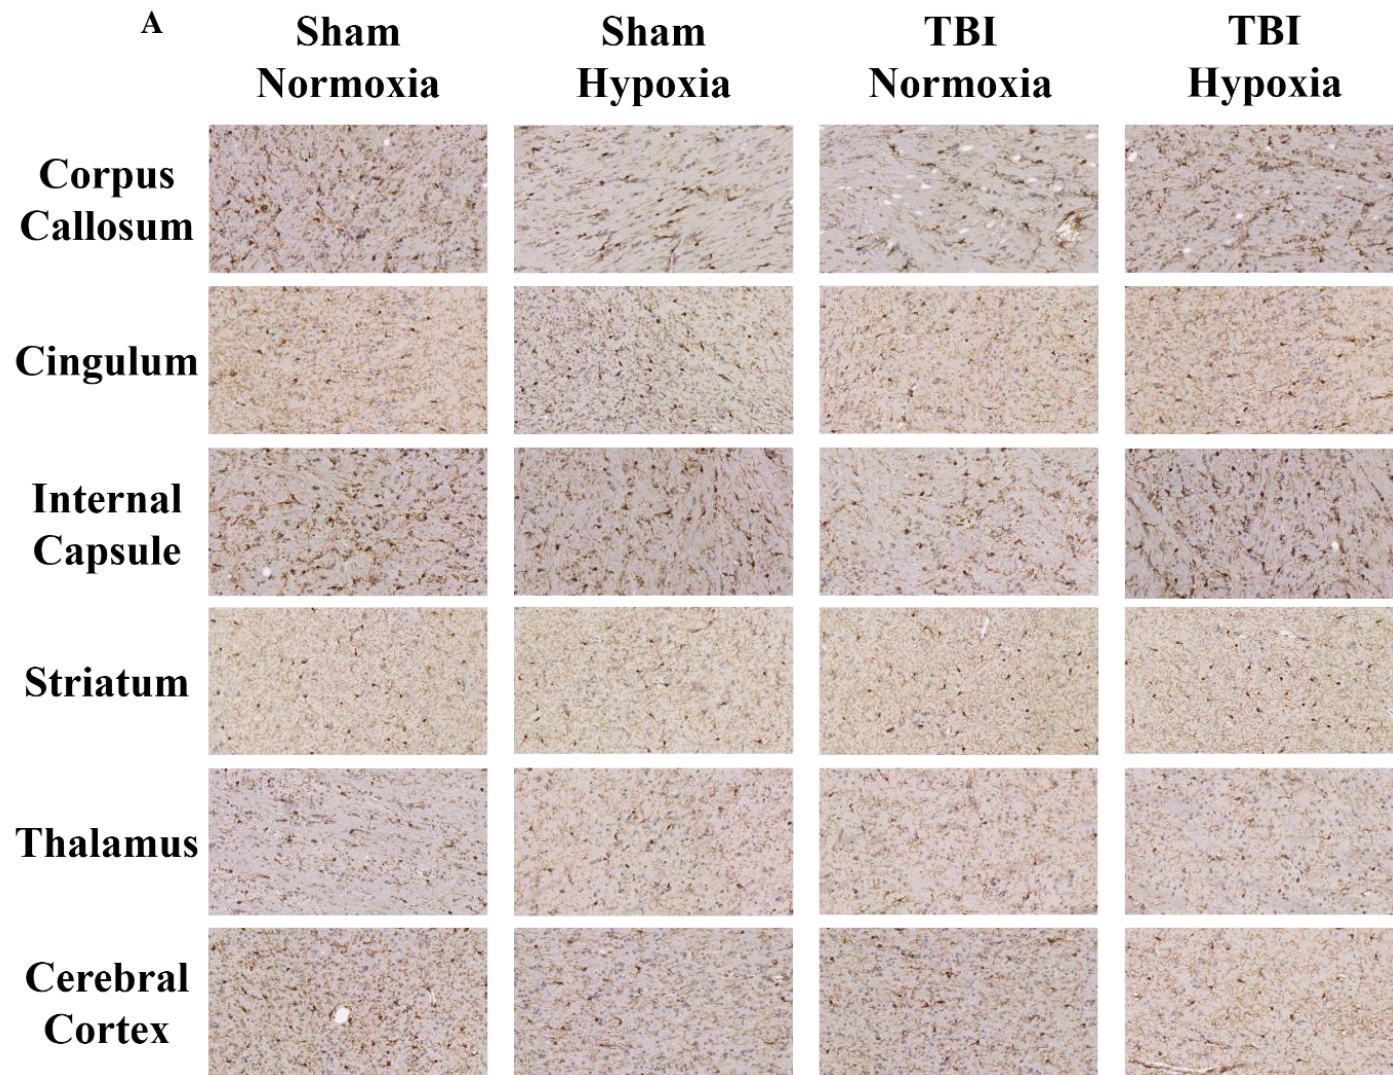 A
Sham Normoxia
Sham Hypoxia
TBI Normoxia
TBI Hypoxia
Corpus Callosum
Cingulum
Internal Capsule
Striatum
Thalamus
Cerebral Cortex